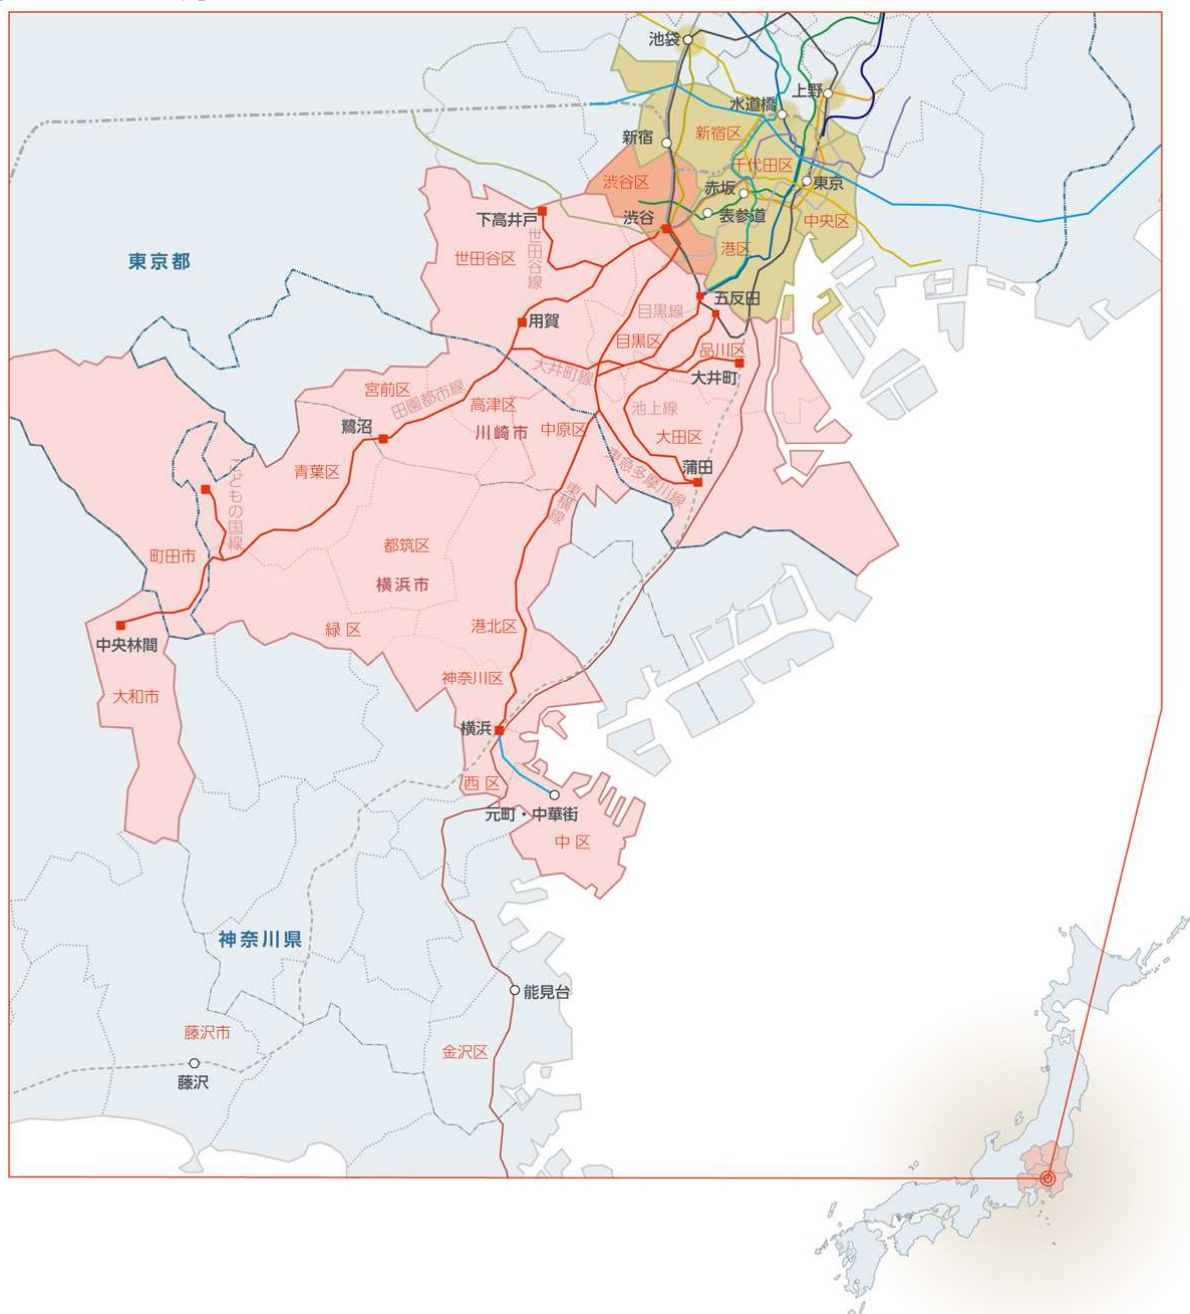 池袋
上野
水道橋
新宿
新宿区
千代田区
渋谷区
赤坂
東京
下高井戸
渋谷
表参道
中央区
世田谷線
世田谷区
港区
東京都
五反田
目黒線
用賀
目黒区
品川区
大井町線
大井町
宮前区
田園都市線
高津区
池上線
鷺沼
川崎市
中原区
大田区
青葉区
東急多摩川線
蒲田
こどもの国線
東横線
町田市
都筑区
横浜市
緑 区
港北区
中央林間
神奈川区
大和市
横浜
西 区
元町・中華街
中 区
神奈川県
能見台
藤沢市
金沢区
藤沢